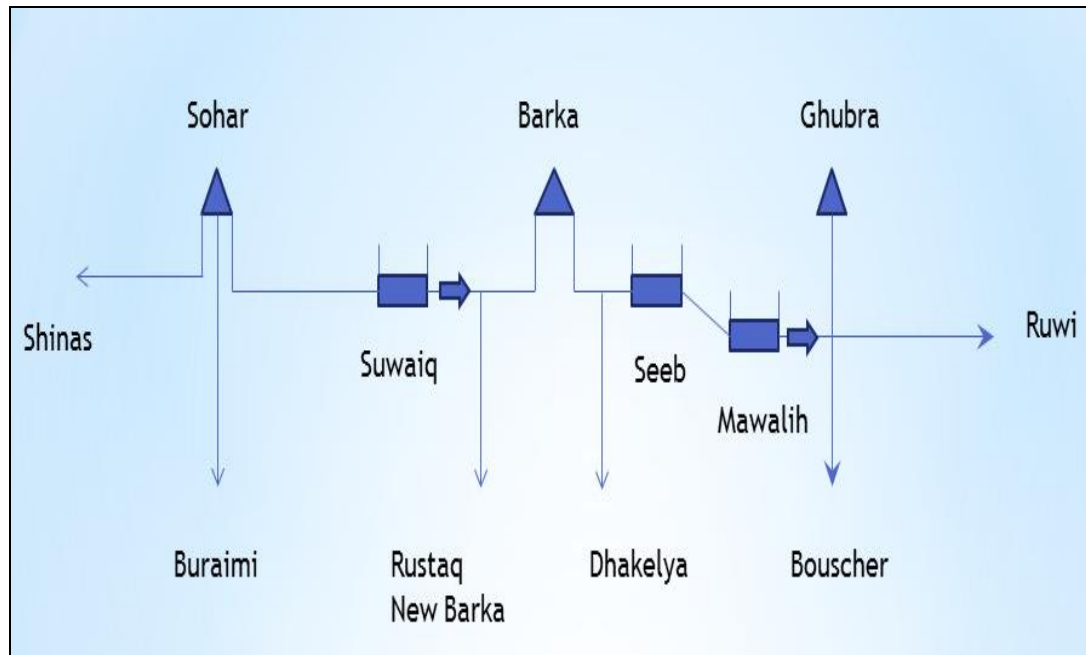 Sohar
Barka
Ghubra
Shinas
Suwaiq
Seeb
Mawalih
Ruwi
Buraimi
Rustaq
New Barka
Dhakelya
Bouscher